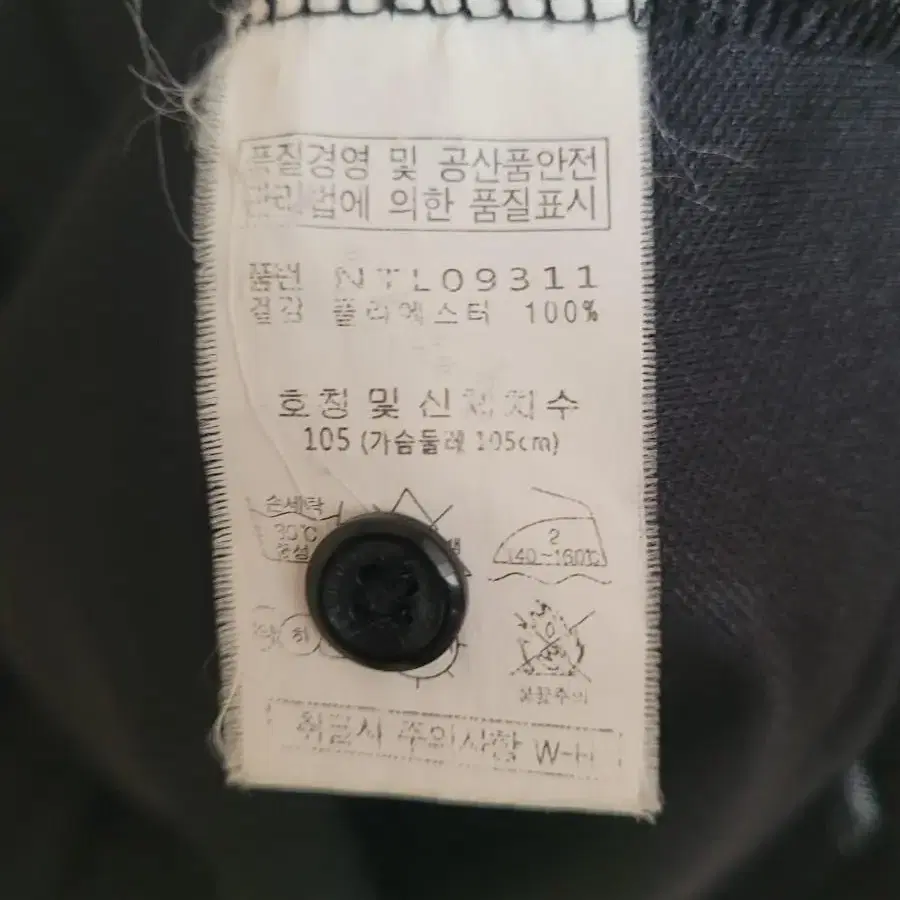 품질경영 및 공산품안전
관리법에 의한 품질표시
품번 NTL09311
겉감 폴리에스터 100%
호칭 및 신체치수
105 (가슴둘레 105cm)
손세탁
30℃
중성
2
140~160℃
불꽃주의
취급시 주의사항 W-H